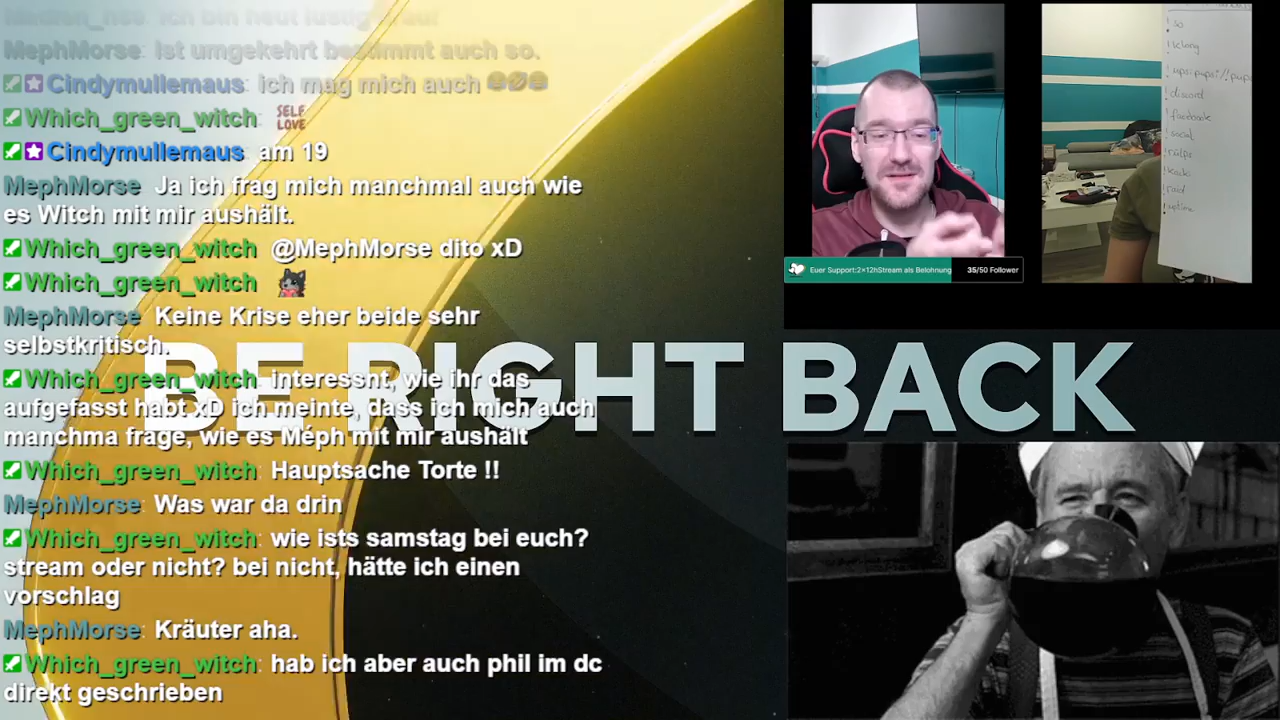 MephMorse: Ist umgekehrt bestimmt auch so.
Cindymullemaus: Ich mag mich auch
Which_green_witch: SELF LOVE
Cindymullemaus: am 19
MephMorse: Ja ich frag mich manchmal auch wie
es Witch mit mir aushält.
Which_green_witch: @MephMorse dito xD
Which_green_witch:
MephMorse: Keine Krise eher beide sehr
selbstkritisch.
Which_green_witch: interessnt, wie ihr das
aufgefasst habt xD ich meinte, dass ich mich auch
manchma frage, wie es Méph mit mir aushält
Which_green_witch: Hauptsache Torte !!
MephMorse: Was war da drin
Which_green_witch: wie ists samstag bei euch?
stream oder nicht? bei nicht, hätte ich einen
vorschlag
MephMorse: Kräuter aha.
Which_green_witch: hab ich aber auch phil im dc
direkt geschrieben
BE RIGHT BACK
Euer Support:2x12hStream als Belohnung 35/50 Follower
! so
! discord
! facebook
! social